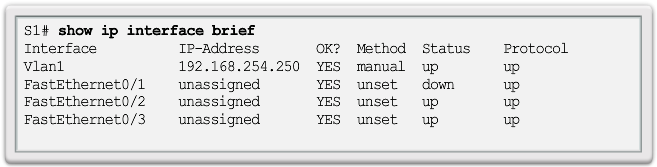 S1# show ip interface brief
Interface IP-Address OK? Method Status Protocol
Vlan1 192.168.254.250 YES manual up up
FastEthernet0/1 unassigned YES unset down up
FastEthernet0/2 unassigned YES unset up up
FastEthernet0/3 unassigned YES unset up up